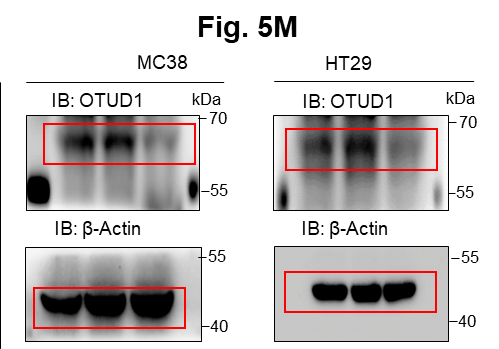 Fig. 5M
MC38
HT29
IB: OTUD1 kDa
IB: OTUD1 kDa
70
55
70
55
IB: β-Actin
IB: β-Actin
55
40
55
40